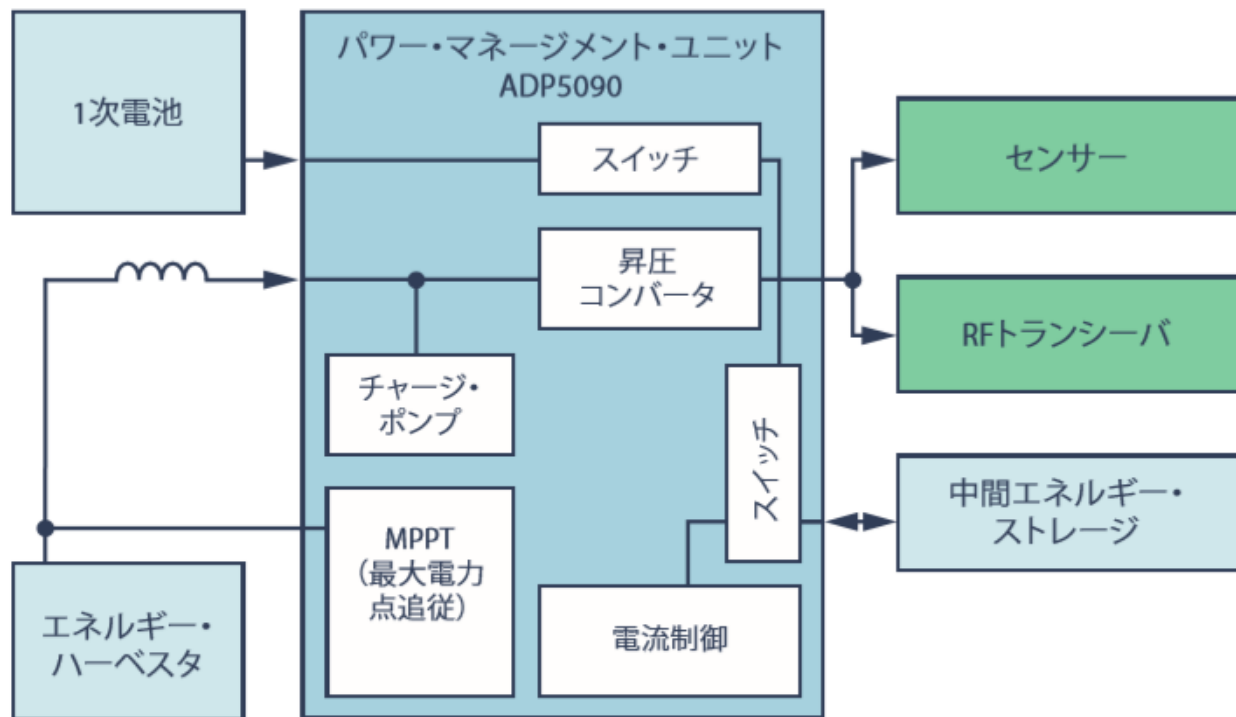 パワー・マネージメント・ユニット
ADP5090
1次電池
スイッチ
センサー
昇圧
コンバータ
RFトランシーバ
チャージ・
ポンプ
スイッチ
中間エネルギー・
ストレージ
MPPT
（最大電力
点追従）
エネルギー・
ハーベスタ
電流制御